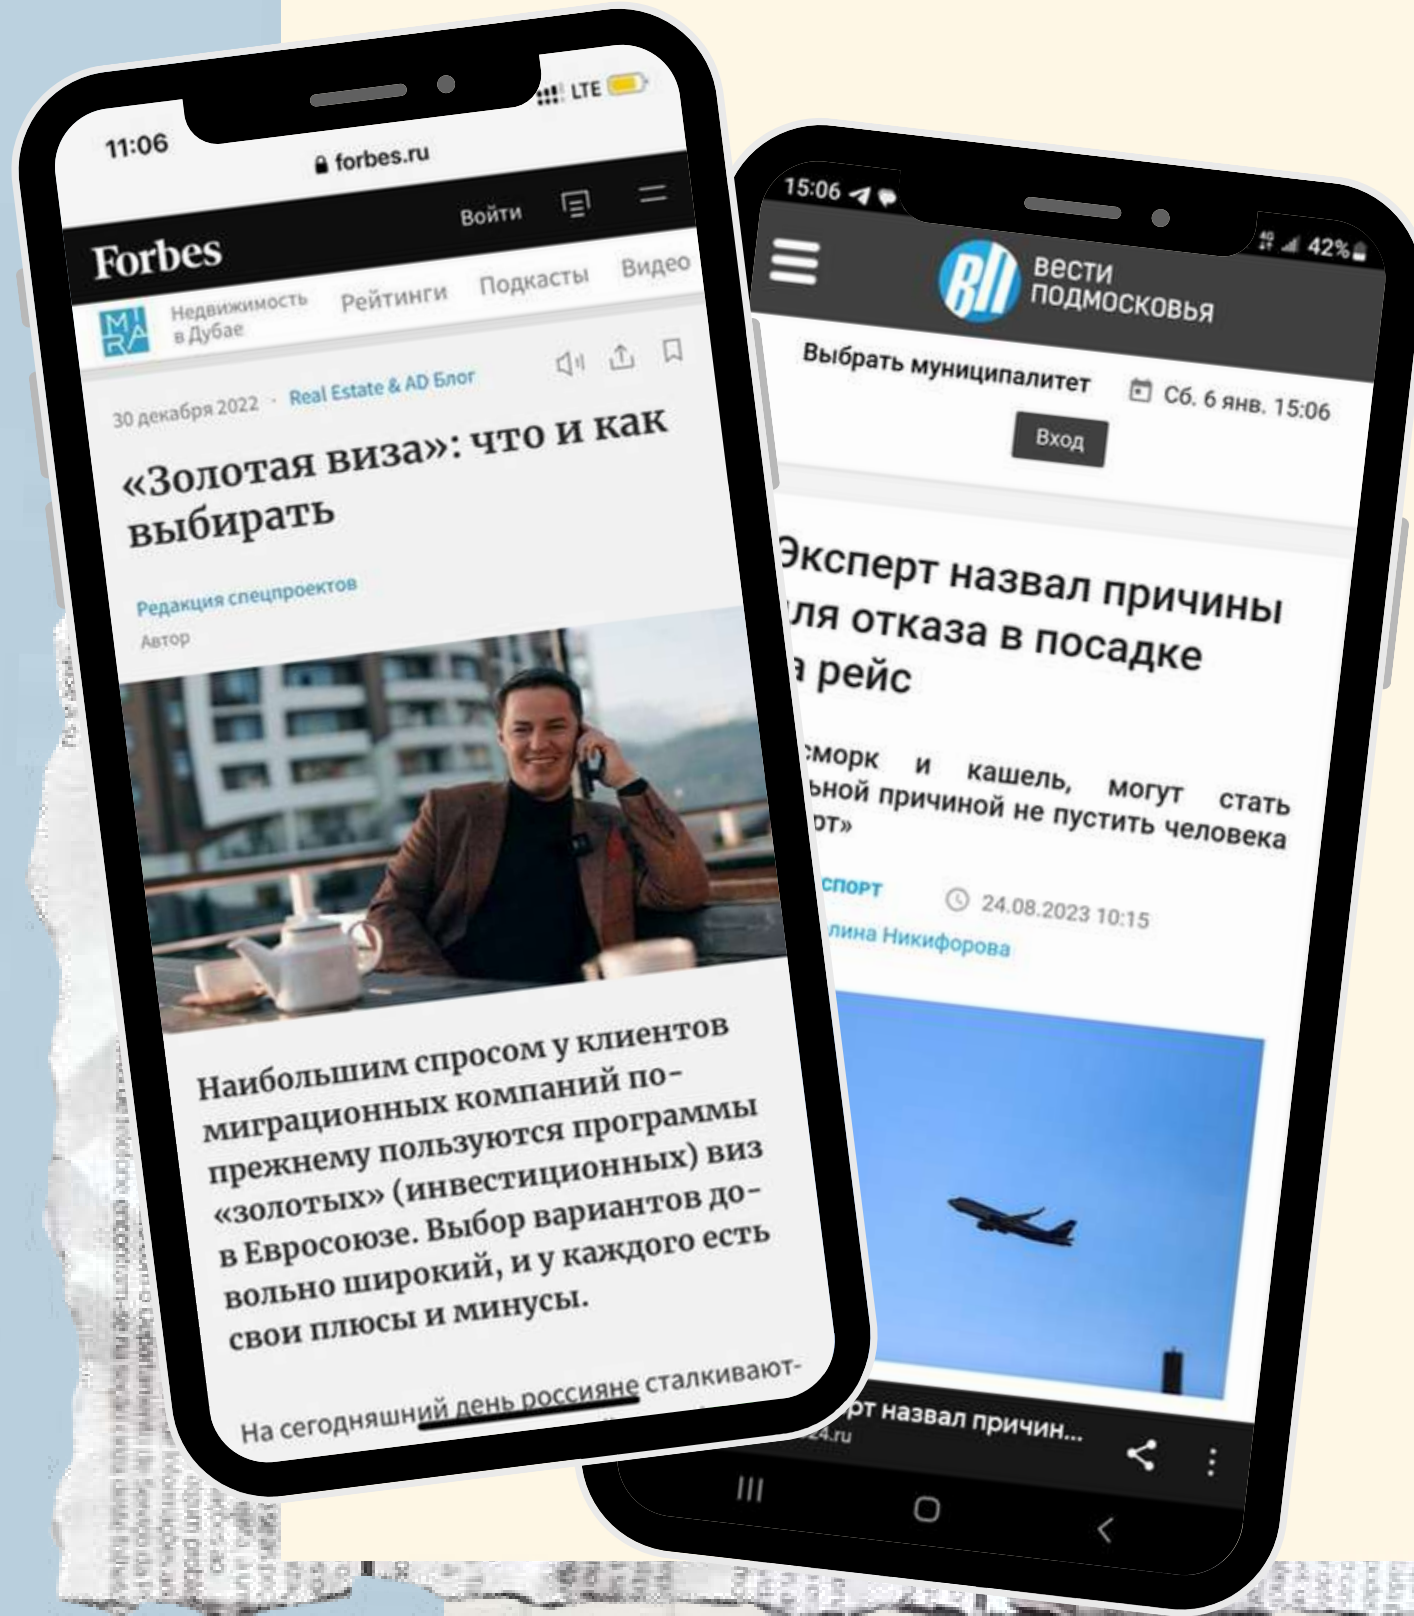 11:06
LTE
forbes.ru
Forbes
Войти
MIRA
Недвижимость
в Дубае
Рейтинги
Подкасты
Видео
30 декабря 2022 · Real Estate & AD Блог
«Золотая виза»: что и как
выбирать
Редакция спецпроектов
Автор
Наибольшим спросом у клиентов
миграционных компаний по-
прежнему пользуются программы
«золотых» (инвестиционных) виз
в Евросоюзе. Выбор вариантов до-
вольно широкий, и у каждого есть
свои плюсы и минусы.
На сегодняшний день россияне сталкивают-
15:06
4G
42%
ВП
ВЕСТИ
ПОДМОСКОВЬЯ
Выбрать муниципалитет
Сб. 6 янв. 15:06
Вход
Эксперт назвал причины
ля отказа в посадке
а рейс
сморк и кашель, могут стать
ьной причиной не пустить человека
рт»
СПОРТ
24.08.2023 10:15
лина Никифорова
рт назвал причин...
24.ru